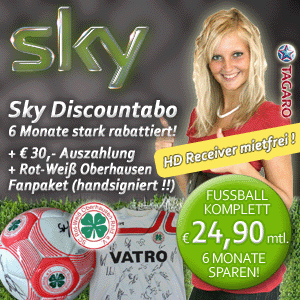 sky
TAGARO
Sky Discountabo
6 Monate stark rabattiert!
+ € 30,- Auszahlung
+ Rot-Weiß Oberhausen
Fanpaket (handsigniert !!)
HD Receiver mietfrei !
FUSSBALL
KOMPLETT
€ 24,90 mtl.
6 MONATE
SPAREN!
VATRO